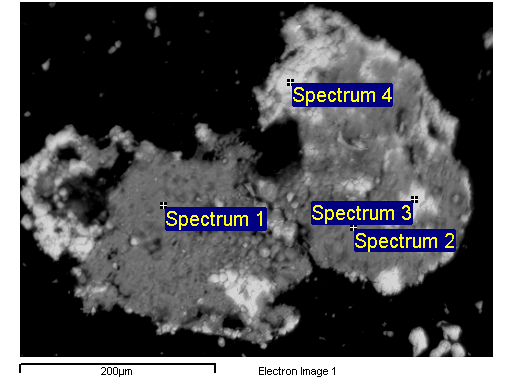 Spectrum 4
Spectrum 3
Spectrum 1
Spectrum 2
200µm
Electron Image 1